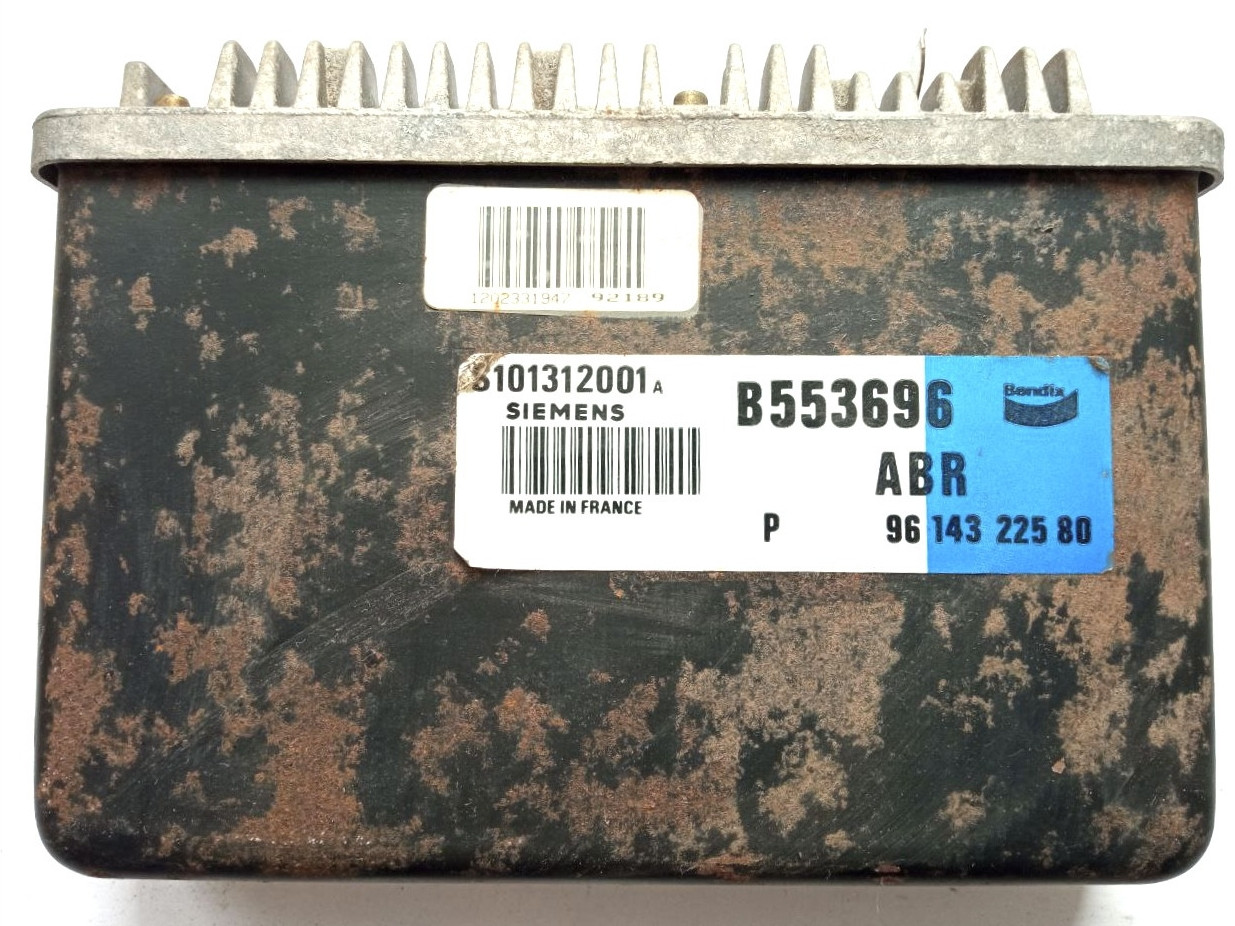 1202331947 92189
S101312001 A
SIEMENS
MADE IN FRANCE
B553696
Bendix
ABR
P 96 143 225 80